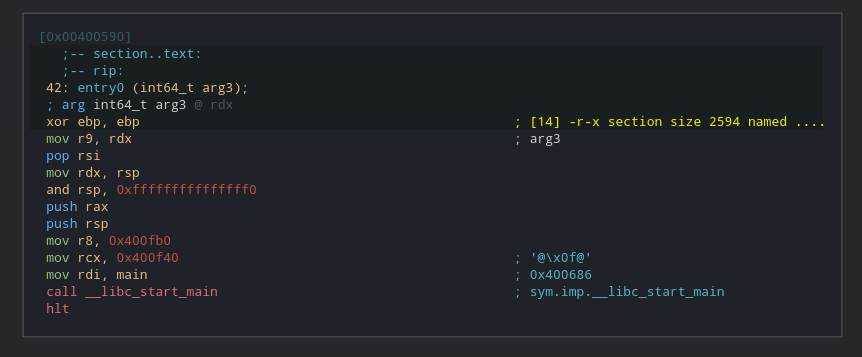 [0x00400590]
;-- section..text:
;-- rip:
42: entry0 (int64_t arg3);
; arg int64_t arg3 @ rdx
xor ebp, ebp ; [14] -r-x section size 2594 named ....
mov r9, rdx ; arg3
pop rsi
mov rdx, rsp
and rsp, 0xfffffffffffffff0
push rax
push rsp
mov r8, 0x400fb0
mov rcx, 0x400f40 ; '@\x0f@'
mov rdi, main ; 0x400686
call __libc_start_main ; sym.imp.__libc_start_main
hlt